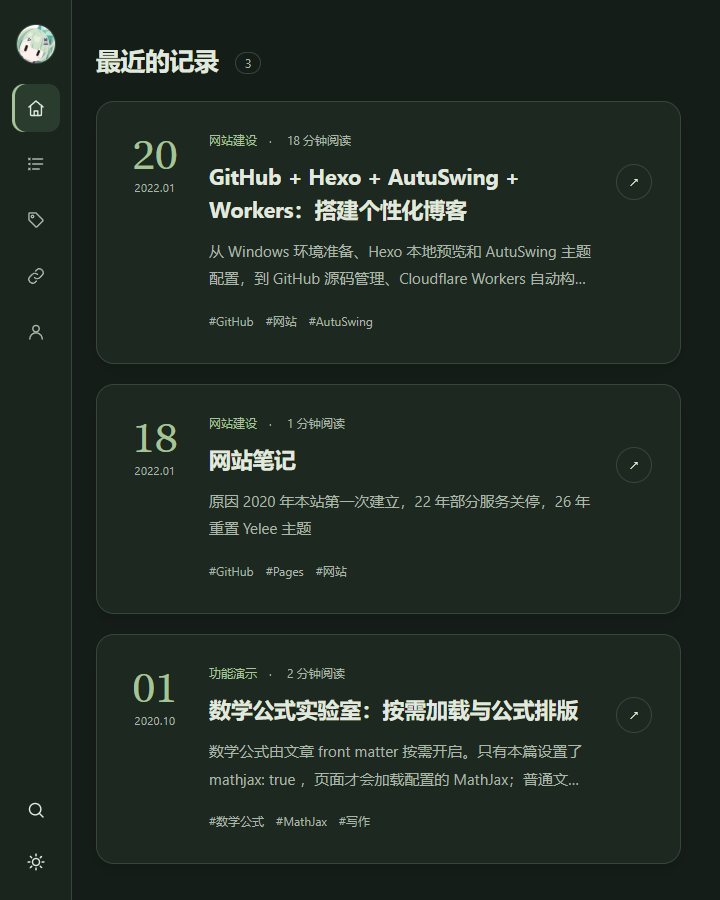 最近的记录 3
20
2022.01
网站建设 · 18 分钟阅读
GitHub + Hexo + AutuSwing +
Workers：搭建个性化博客
从 Windows 环境准备、Hexo 本地预览和 AutuSwing 主题
配置，到 GitHub 源码管理、Cloudflare Workers 自动构...
#GitHub #网站 #AutuSwing
18
2022.01
网站建设 · 1 分钟阅读
网站笔记
原因 2020 年本站第一次建立，22 年部分服务关停，26 年
重置 Yelee 主题
#GitHub #Pages #网站
01
2020.10
功能演示 · 2 分钟阅读
数学公式实验室：按需加载与公式排版
数学公式由文章 front matter 按需开启。只有本篇设置了
mathjax: true ，页面才会加载配置的 MathJax；普通文...
#数学公式 #MathJax #写作